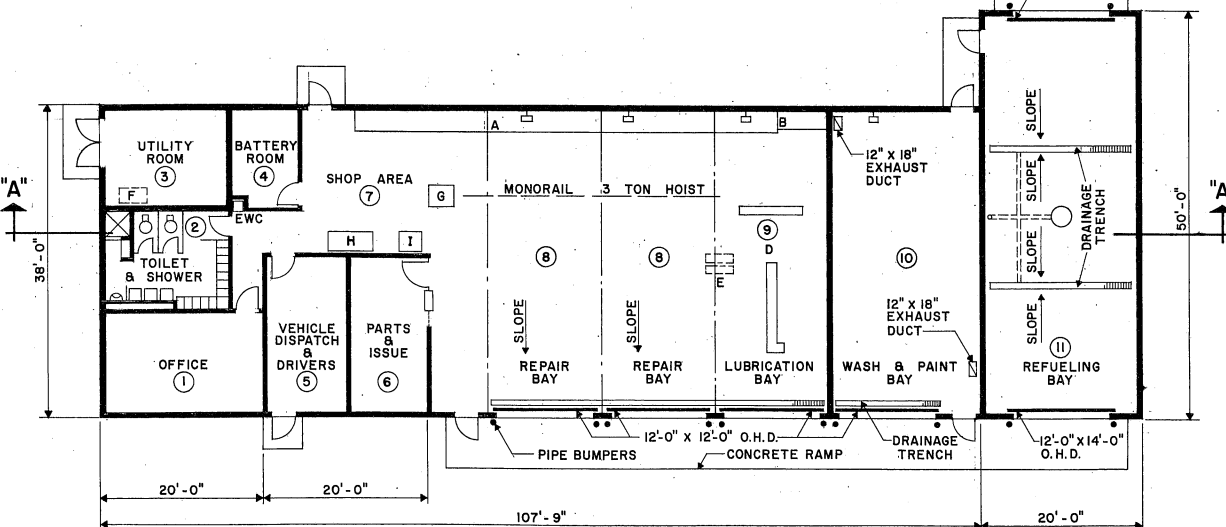 UTILITY
ROOM
3
F
BATTERY
ROOM
4
EWC
SHOP AREA
7
G
MONORAIL 3 TON HOIST
A
B
12" X 18"
EXHAUST
DUCT
SLOPE
SLOPE
SLOPE
SLOPE
DRAINAGE
TRENCH
50'-0"
"A"
"A
38'-0"
2
TOILET
& SHOWER
H
I
8
8
9
D
E
10
12" X 18"
EXHAUST
DUCT
OFFICE
1
VEHICLE
DISPATCH
&
DRIVERS
5
PARTS
&
ISSUE
6
SLOPE
REPAIR
BAY
SLOPE
REPAIR
BAY
LUBRICATION
BAY
WASH & PAINT
BAY
11
REFUELING
BAY
12'-0" X 12'-0" O.H.D.
PIPE BUMPERS
CONCRETE RAMP
DRAINAGE
TRENCH
12'-0"X14'-0"
O.H.D.
20'-0"
20'-0"
107'-9"
20'-0"